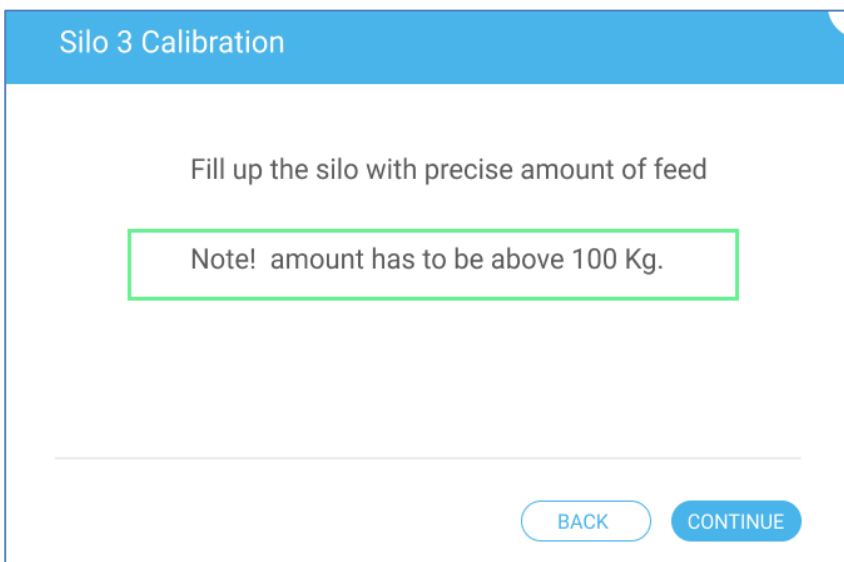 Silo 3 Calibration
Fill up the silo with precise amount of feed
Note!  amount has to be above 100 Kg.
BACK
CONTINUE